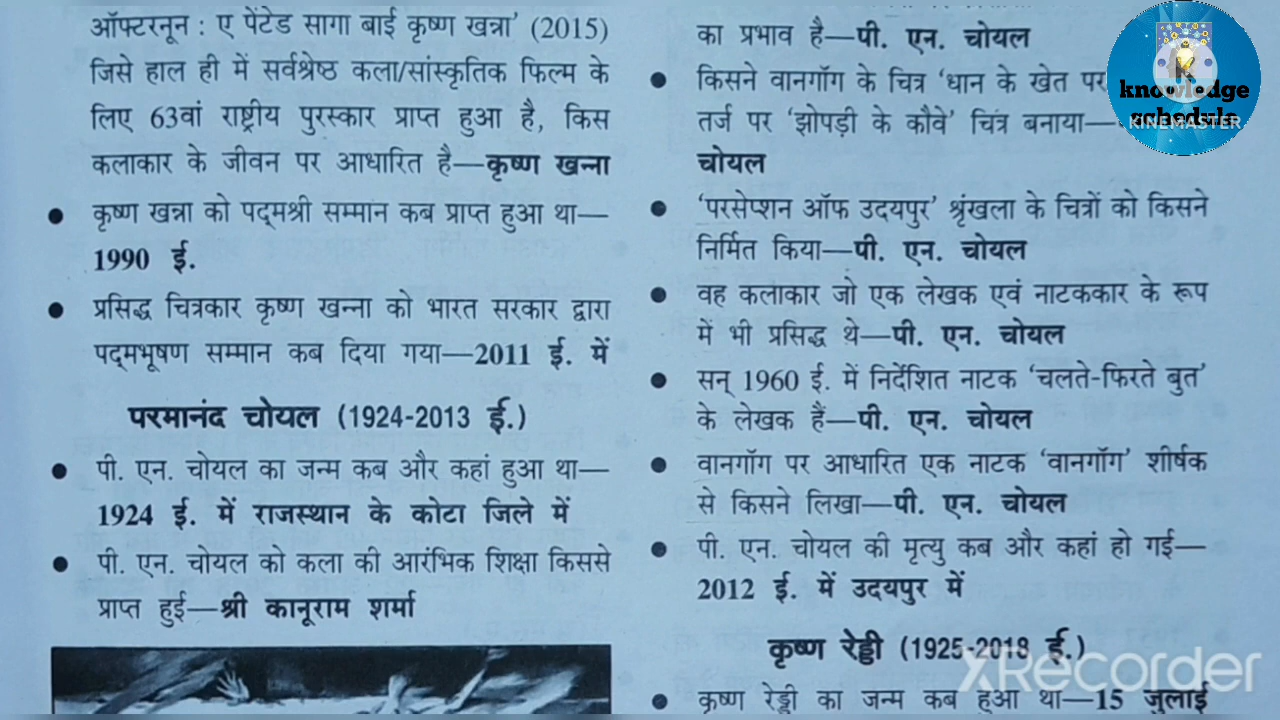 ऑफ्टरनून : ए पेंटेड सागा बाई कृष्ण खन्ना’ (2015)
जिसे हाल ही में सर्वश्रेष्ठ कला/सांस्कृतिक फिल्म के
लिए 63वां राष्ट्रीय पुरस्कार प्राप्त हुआ है, किस
कलाकार के जीवन पर आधारित है—कृष्ण खन्ना
● कृष्ण खन्ना को पद्मश्री सम्मान कब प्राप्त हुआ था—
1990 ई.
● प्रसिद्ध चित्रकार कृष्ण खन्ना को भारत सरकार द्वारा
पद्मभूषण सम्मान कब दिया गया—2011 ई. में
परमानंद चोयल (1924-2013 ई.)
● पी. एन. चोयल का जन्म कब और कहां हुआ था—
1924 ई. में राजस्थान के कोटा जिले में
● पी. एन. चोयल को कला की आरंभिक शिक्षा किससे
प्राप्त हुई—श्री कानूराम शर्मा
का प्रभाव है—पी. एन. चोयल
● किसने वानगॉग के चित्र ‘धान के खेत पर
तर्ज पर ‘झोपड़ी के कौवे’ चित्र बनाया—
चोयल
● ‘परसेप्शन ऑफ उदयपुर’ श्रृंखला के चित्रों को किसने
निर्मित किया—पी. एन. चोयल
● वह कलाकार जो एक लेखक एवं नाटककार के रूप
में भी प्रसिद्ध थे—पी. एन. चोयल
● सन् 1960 ई. में निर्देशित नाटक ‘चलते-फिरते बुत’
के लेखक हैं—पी. एन. चोयल
● वानगॉग पर आधारित एक नाटक ‘वानगॉग’ शीर्षक
से किसने लिखा—पी. एन. चोयल
● पी. एन. चोयल की मृत्यु कब और कहां हो गई—
2012 ई. में उदयपुर में
कृष्ण रेड्डी (1925-2018 ई.)
● कृष्ण रेड्डी का जन्म कब हुआ था—15 जुलाई
knowledge
schedule
KINEMASTER
XRecorder